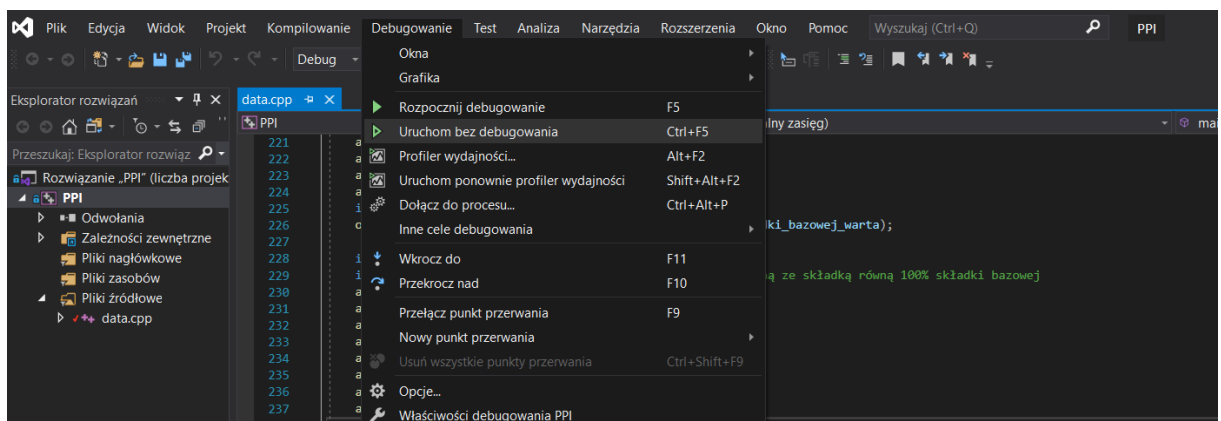 Plik Edycja Widok Projekt Kompilowanie Debugowanie Test Analiza Narzędzia Rozszerzenia Okno Pomoc Wyszukaj (Ctrl+Q) PPI
Debug
Eksplorator rozwiązań
Przeszukaj: Eksplorator rozwiąz
Rozwiązanie „PPI" (liczba projek
PPI
Odwołania
Zależności zewnętrzne
Pliki nagłówkowe
Pliki zasobów
Pliki źródłowe
data.cpp
data.cpp
PPI
lny zasięg)
mai
221 a
222 a
223 a
224 a
225 i
226 o
ki_bazowej_warta);
227
228 i
229 i
ą ze składką równą 100% składki bazowej
230 a
231 a
232 a
233 a
234 a
235 a
236 a
237 a
Okna
Grafika
Rozpocznij debugowanie F5
Uruchom bez debugowania Ctrl+F5
Profiler wydajności... Alt+F2
Uruchom ponownie profiler wydajności Shift+Alt+F2
Dołącz do procesu... Ctrl+Alt+P
Inne cele debugowania
Wkrocz do F11
Przekrocz nad F10
Przełącz punkt przerwania F9
Nowy punkt przerwania
Usuń wszystkie punkty przerwania Ctrl+Shift+F9
Opcje...
Właściwości debugowania PPI